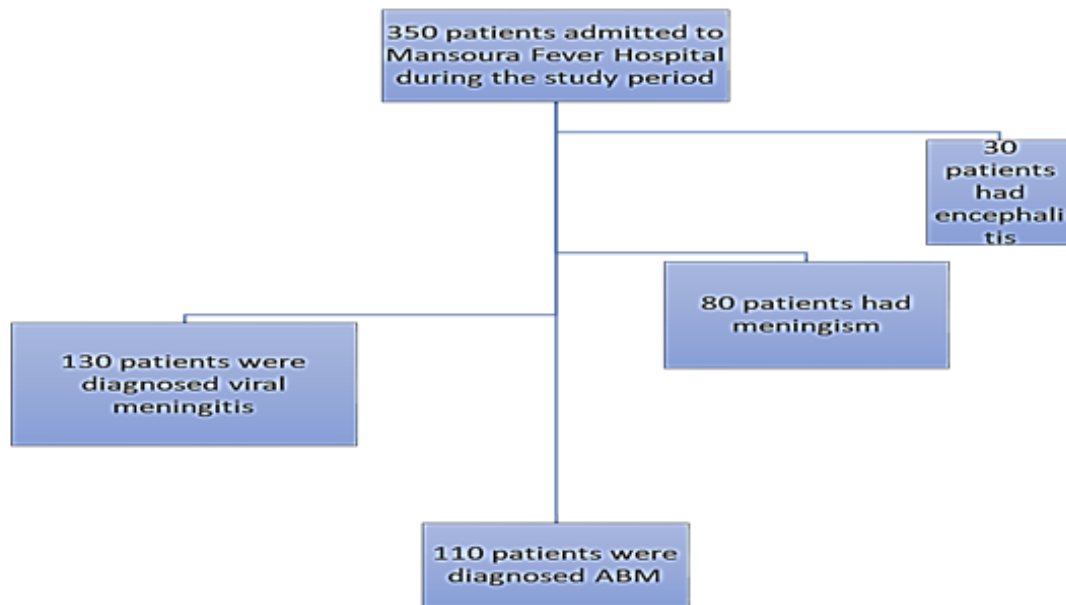 350 patients admitted to
Mansoura Fever Hospital
during the study period
30
patients
had
encephali
tis
80 patients had
meningism
130 patients were
diagnosed viral
meningitis
110 patients were
diagnosed ABM